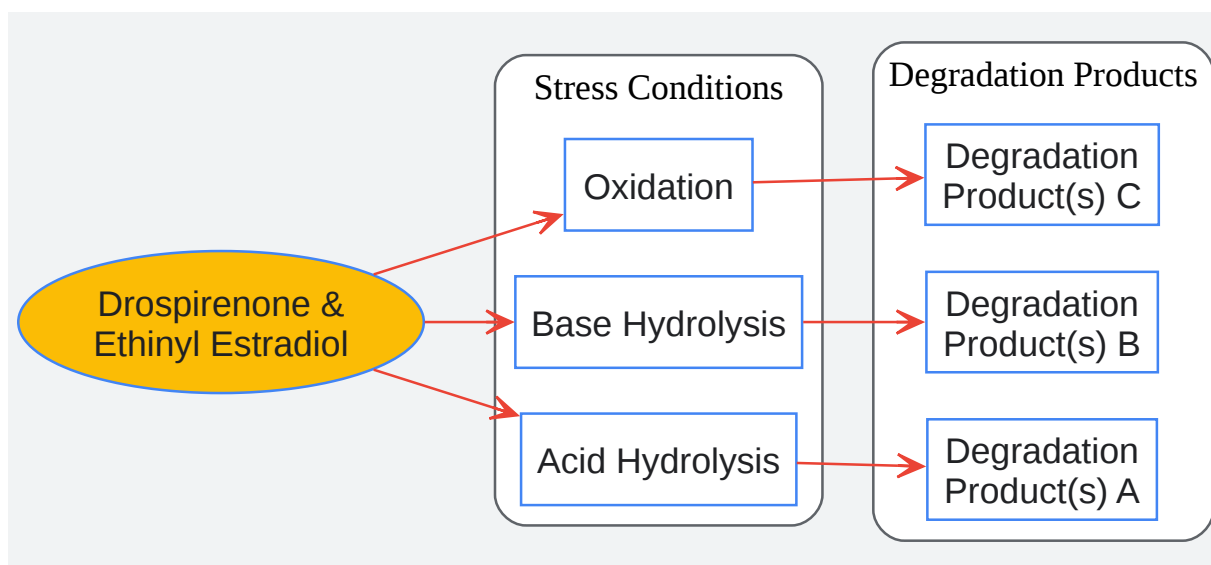 Stress Conditions
Degradation Products
Oxidation
Degradation
Product(s) C
Drospirenone &
Ethinyl Estradiol
Base Hydrolysis
Degradation
Product(s) B
Acid Hydrolysis
Degradation
Product(s) A